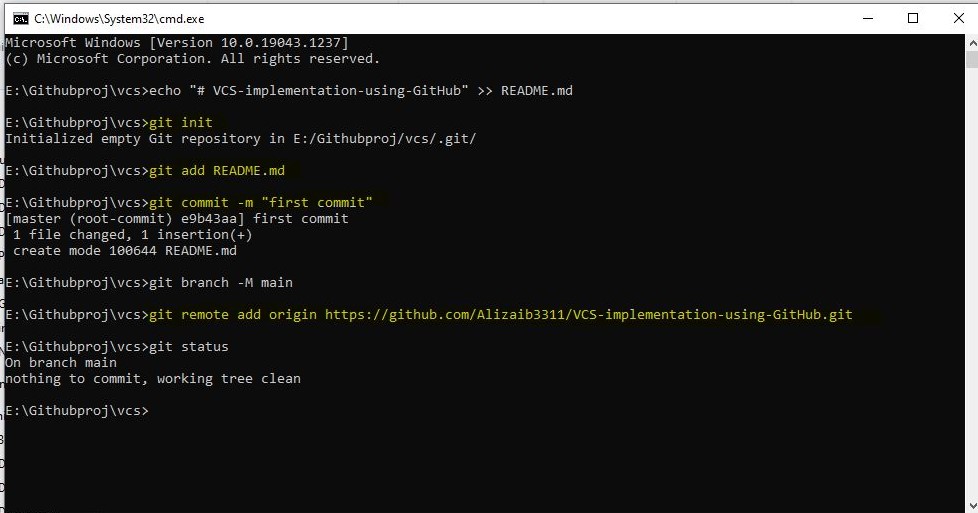 C:\Windows\System32\cmd.exe
Microsoft Windows [Version 10.0.19043.1237]
(c) Microsoft Corporation. All rights reserved.
E:\Githubproj\vcs>echo "# VCS-implementation-using-GitHub" >> README.md
E:\Githubproj\vcs>git init
Initialized empty Git repository in E:/Githubproj/vcs/.git/
E:\Githubproj\vcs>git add README.md
E:\Githubproj\vcs>git commit -m "first commit"
[master (root-commit) e9b43aa] first commit
 1 file changed, 1 insertion(+)
 create mode 100644 README.md
E:\Githubproj\vcs>git branch -M main
E:\Githubproj\vcs>git remote add origin https://github.com/Alizaib3311/VCS-implementation-using-GitHub.git
E:\Githubproj\vcs>git status
On branch main
nothing to commit, working tree clean
E:\Githubproj\vcs>